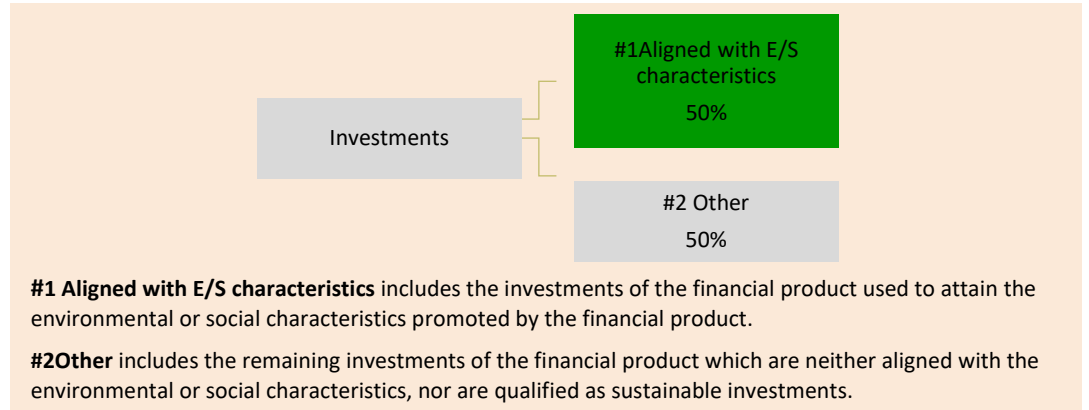 #1Aligned with E/S
characteristics
50%
Investments
#2 Other
50%
#1 Aligned with E/S characteristics includes the investments of the financial product used to attain the
environmental or social characteristics promoted by the financial product.
#2Other includes the remaining investments of the financial product which are neither aligned with the
environmental or social characteristics, nor are qualified as sustainable investments.